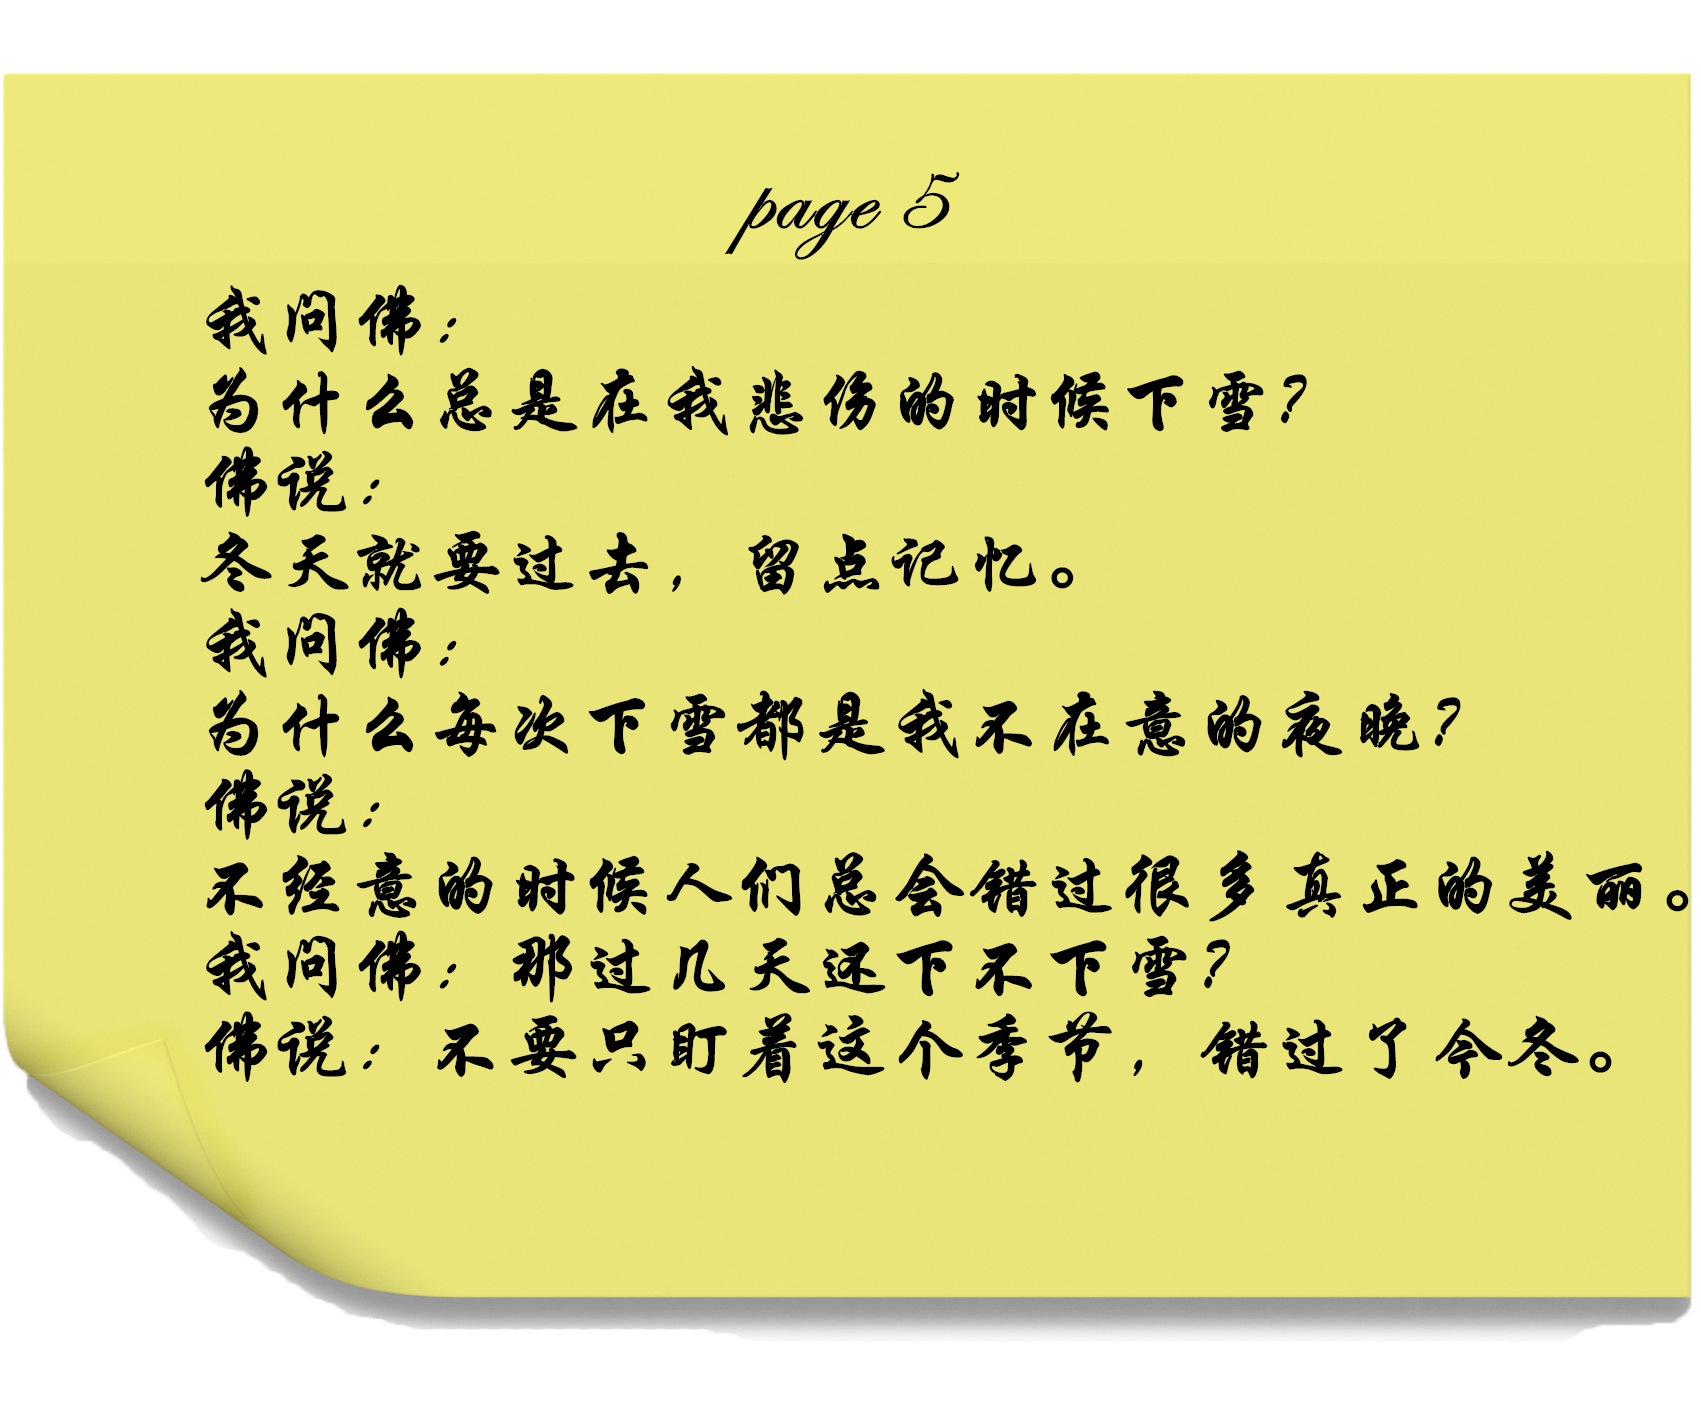 page 5
我问佛：
为什么总是在我悲伤的时候下雪？
佛说：
冬天就要过去，留点记忆。
我问佛：
为什么每次下雪都是我不在意的夜晚？
佛说：
不经意的时候人们总会错过很多真正的美丽。
我问佛：那过几天还下不下雪？
佛说：不要只盯着这个季节，错过了今冬。